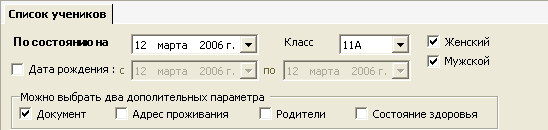 Список учеников
По состоянию на 12 марта 2006 г. Класс 11А Женский
Мужской
Дата рождения : с 12 марта 2006 г. по 12 марта 2006 г.
Можно выбрать два дополительных параметра
Документ Адрес проживания Родители Состояние здоровья